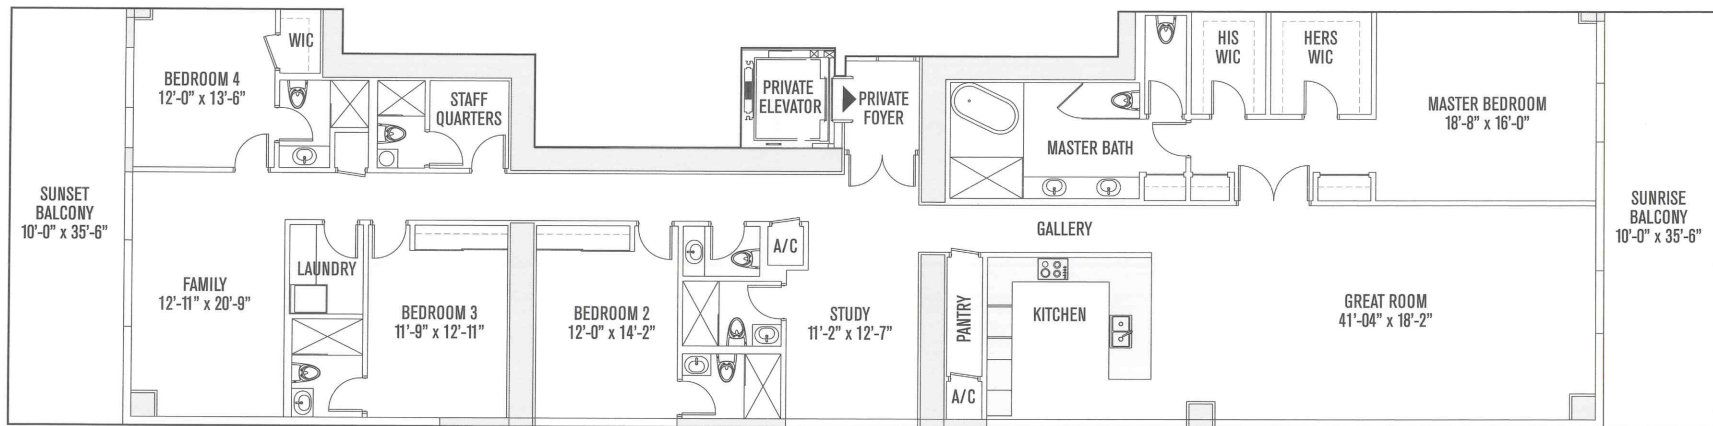 SUNSET
BALCONY
10'-0" x 35'-6"
BEDROOM 4
12'-0" x 13'-6"
WIC
STAFF
QUARTERS
FAMILY
12'-11" x 20'-9"
LAUNDRY
BEDROOM 3
11'-9" x 12'-11"
BEDROOM 2
12'-0" x 14'-2"
A/C
STUDY
11'-2" x 12'-7"
PRIVATE
ELEVATOR
PRIVATE
FOYER
MASTER BATH
HIS
WIC
HERS
WIC
MASTER BEDROOM
18'-8" x 16'-0"
GALLERY
PANTRY
A/C
KITCHEN
GREAT ROOM
41'-04" x 18'-2"
SUNRISE
BALCONY
10'-0" x 35'-6"